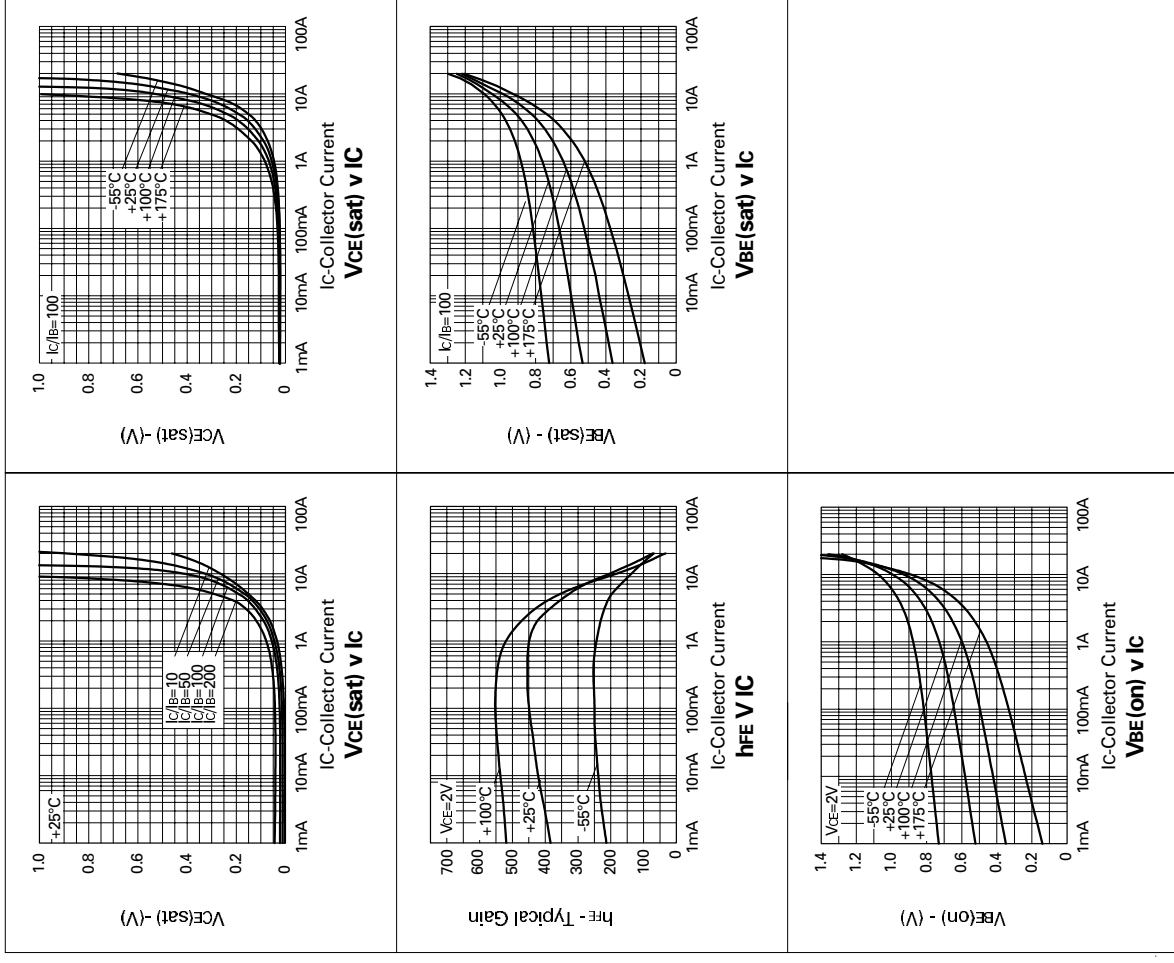 +25°C
IC/IB=10
IC/IB=50
IC/IB=100
IC/IB=200
VCE(sat) - (V)
1.0
0.8
0.6
0.4
0.2
0
1mA 10mA 100mA 1A 10A 100A
IC-Collector Current
VCE(sat) v IC
IC/IB=100
-55°C
+25°C
+100°C
+175°C
VCE(sat) - (V)
1.0
0.8
0.6
0.4
0.2
0
1mA 10mA 100mA 1A 10A 100A
IC-Collector Current
VCE(sat) v IC
VCE=2V
+100°C
+25°C
-55°C
hFE - Typical Gain
700
600
500
400
300
200
100
0
1mA 10mA 100mA 1A 10A 100A
IC-Collector Current
hFE V IC
IC/IB=100
-55°C
+25°C
+100°C
+175°C
VBE(sat) - (V)
1.4
1.2
1.0
0.8
0.6
0.4
0.2
0
1mA 10mA 100mA 1A 10A 100A
IC-Collector Current
VBE(sat) v IC
VCE=2V
-55°C
+25°C
+100°C
+175°C
VBE(on) - (V)
1.4
1.2
1.0
0.8
0.6
0.4
0.2
0
1mA 10mA 100mA 1A 10A 100A
IC-Collector Current
VBE(on) v IC